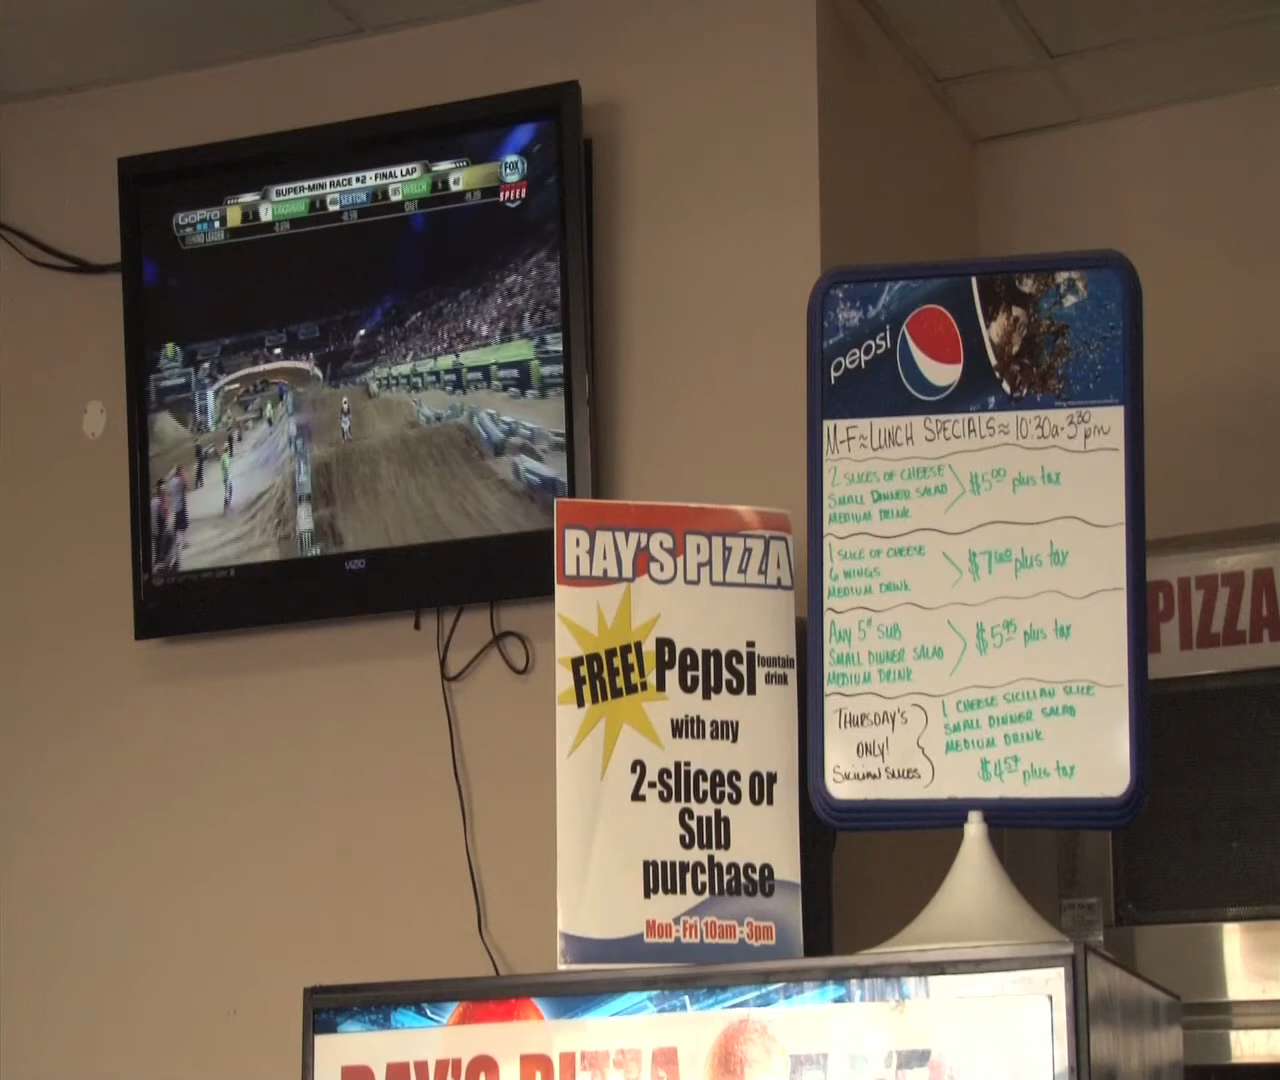 SUPER-MINI RACE #2 - FINAL LAP
FOX
SPEED
GoPro
SEXTON
WELCH
BEHIND LEADER
VIZIO
pepsi
M-F≈LUNCH SPECIALS≈10:30a-3:30pm
2 SLICES OF CHEESE
SMALL DINNER SALAD
MEDIUM DRINK
$5.00 plus tax
1 SLICE OF CHEESE
6 WINGS
MEDIUM DRINK
plus tax
ANY 5" SUB
SMALL DINNER SALAD
MEDIUM DRINK
$5.95 plus tax
THURSDAY'S
ONLY!
SICILIAN SLICES
1 CHEESE SICILIAN SLICE
SMALL DINNER SALAD
MEDIUM DRINK
plus tax
RAY'S PIZZA
FREE! Pepsi fountain
drink
with any
2-slices or
Sub
purchase
Mon - Fri 10am - 3pm
PIZZA
RAY'S PIZZA